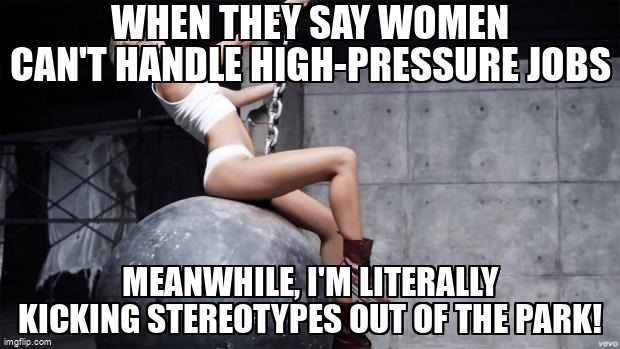 WHEN THEY SAY WOMEN
CAN'T HANDLE HIGH-PRESSURE JOBS
MEANWHILE, I'M LITERALLY
KICKING STEREOTYPES OUT OF THE PARK!
imgflip.com
vevo